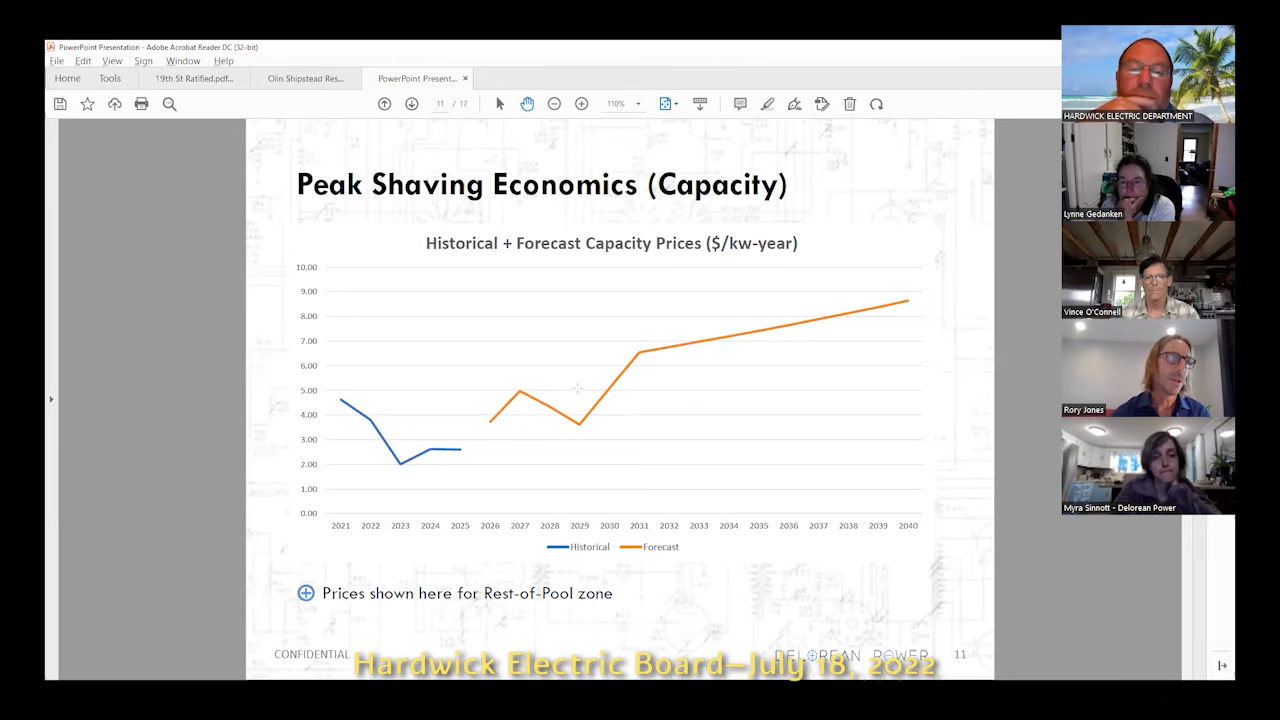 PowerPoint Presentation - Adobe Acrobat Reader DC (32-bit)
File Edit View Sign Window Help
Home Tools 19th St Ratified.pdf... Olin Shipstead Res... PowerPoint Present... ×
11 / 17 110%
Peak Shaving Economics (Capacity)
Historical + Forecast Capacity Prices ($/kw-year)
10.00
9.00
8.00
7.00
6.00
5.00
4.00
3.00
2.00
1.00
0.00
2021 2022 2023 2024 2025 2026 2027 2028 2029 2030 2031 2032 2033 2034 2035 2036 2037 2038 2039 2040
Historical Forecast
Prices shown here for Rest-of-Pool zone
CONFIDENTIAL DELOREAN POWER 11
Hardwick Electric Board—July 18, 2022
HARDWICK ELECTRIC DEPARTMENT
Lynne Gedanken
Vince O'Connell
Rory Jones
Myra Sinnott - Delorean Power